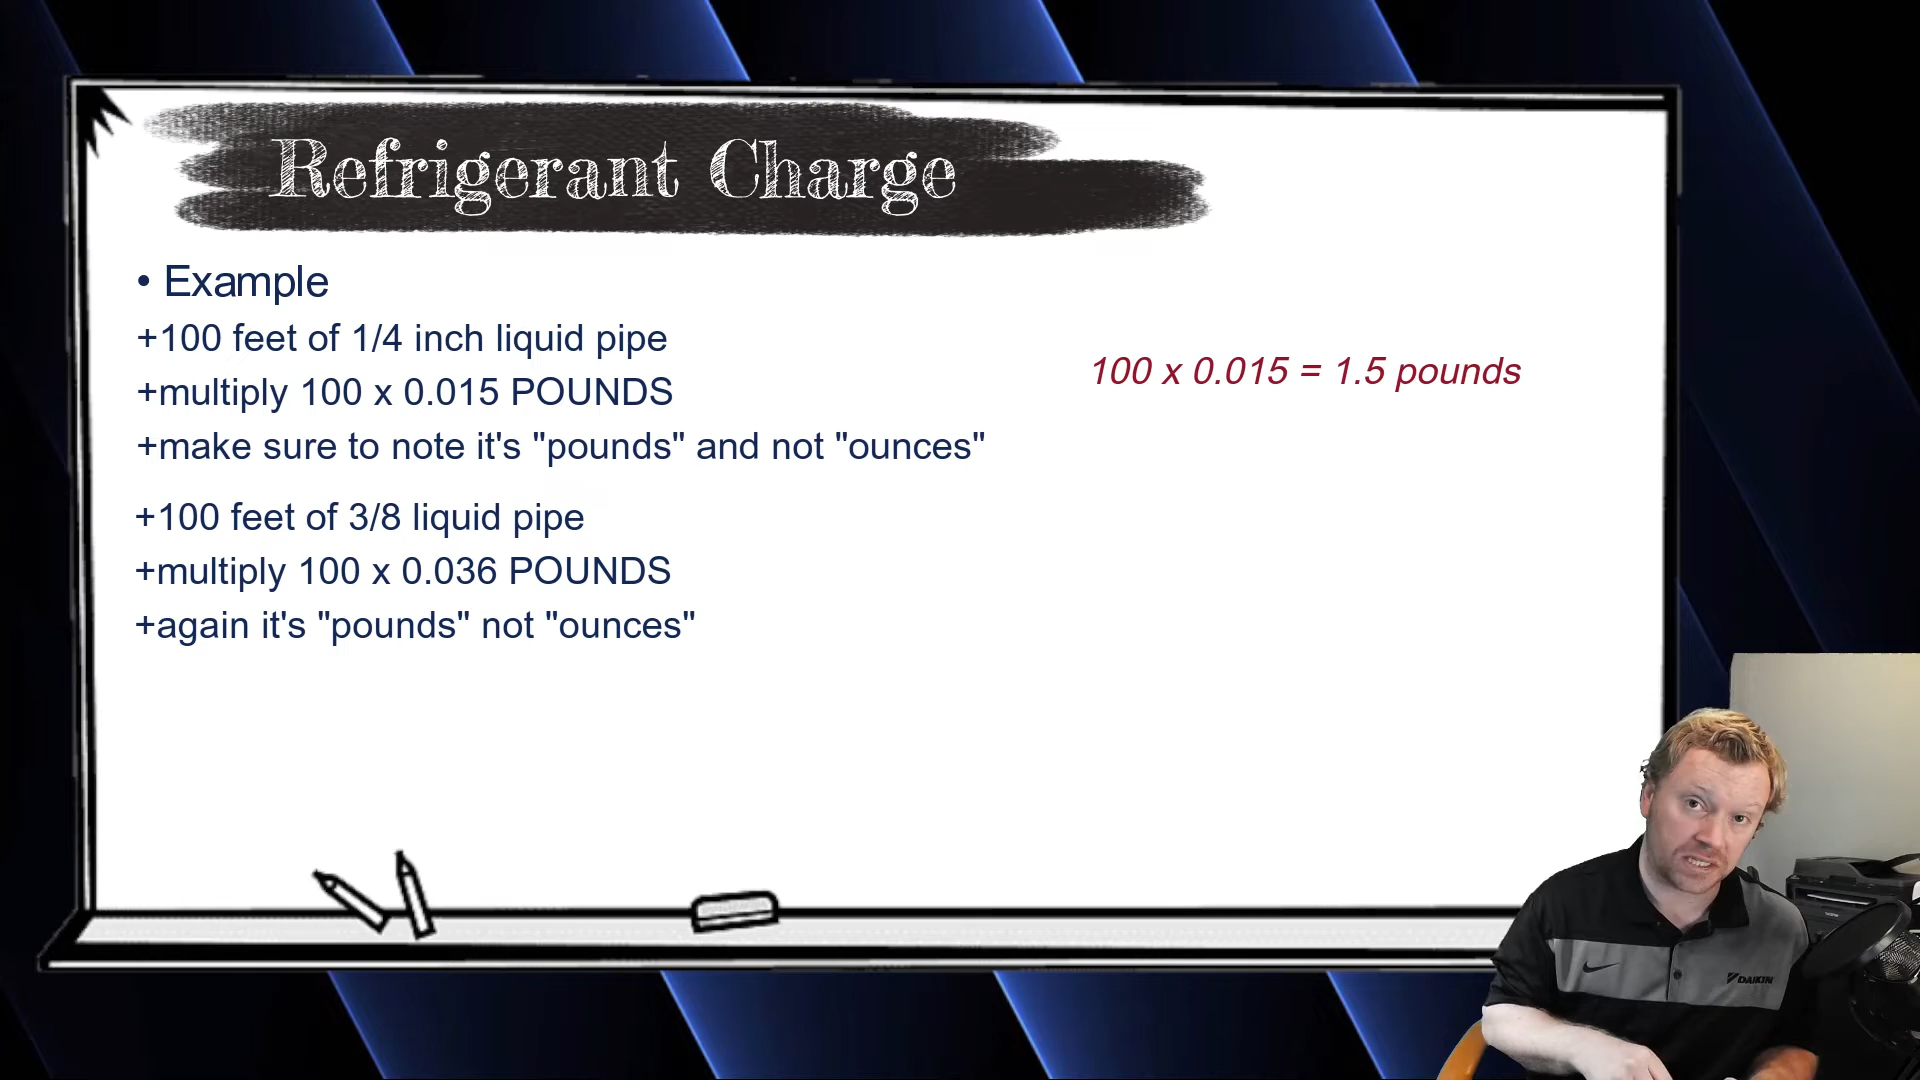 Refrigerant Charge
• Example
+100 feet of 1/4 inch liquid pipe
+multiply 100 x 0.015 POUNDS
100 x 0.015 = 1.5 pounds
+make sure to note it's "pounds" and not "ounces"
+100 feet of 3/8 liquid pipe
+multiply 100 x 0.036 POUNDS
+again it's "pounds" not "ounces"
DAIKIN